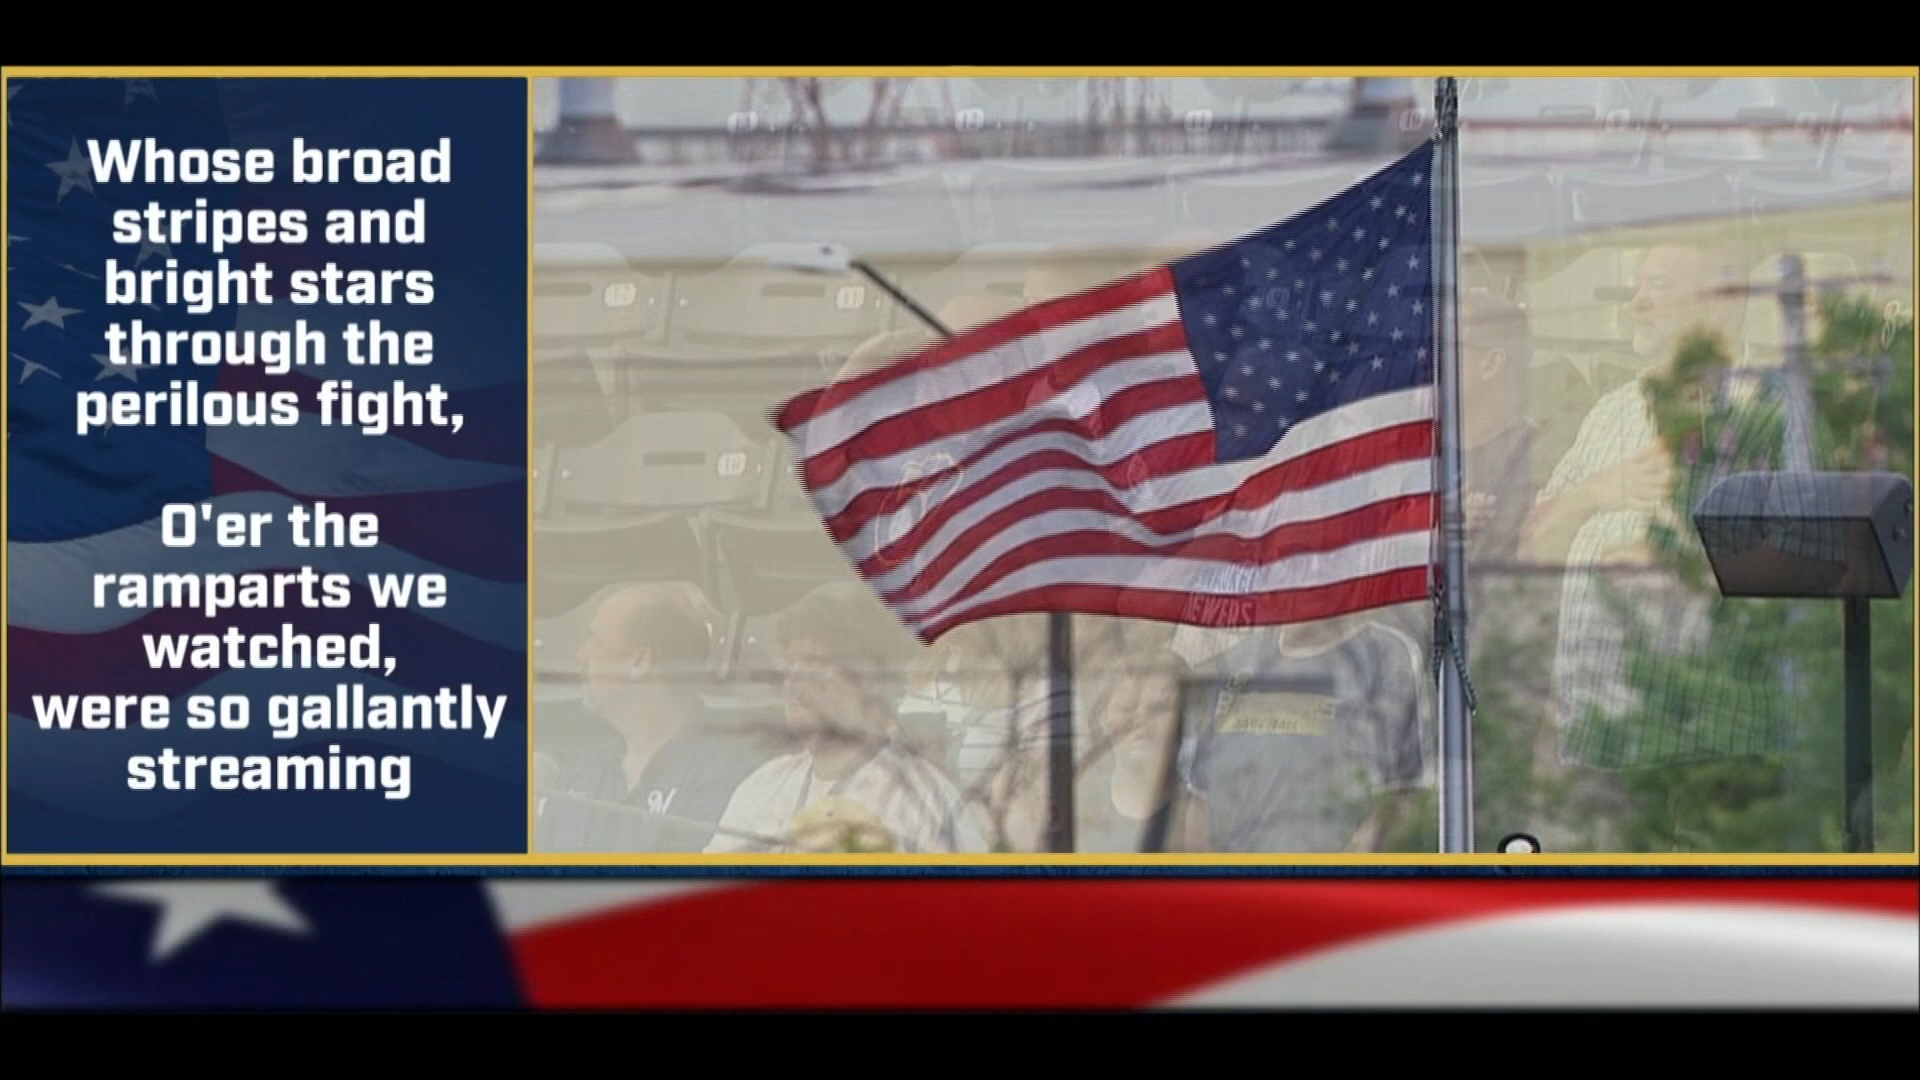 Whose broad
stripes and
bright stars
through the
perilous fight,
O'er the
ramparts we
watched,
were so gallantly
streaming